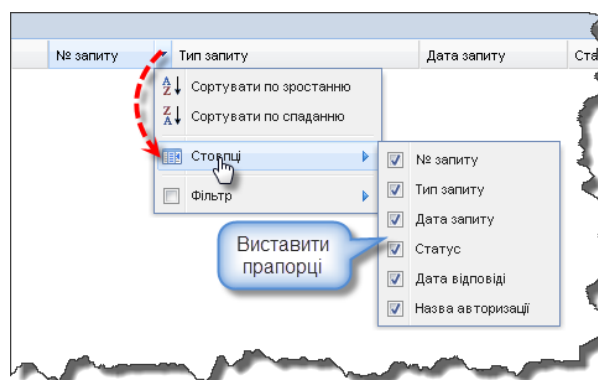 № запиту Тип запиту Дата запиту Ста
Сортувати по зростанню
Сортувати по спаданню
Стовпці
Фільтр
№ запиту
Тип запиту
Дата запиту
Статус
Дата відповіді
Назва авторизації
Виставити
прапорці